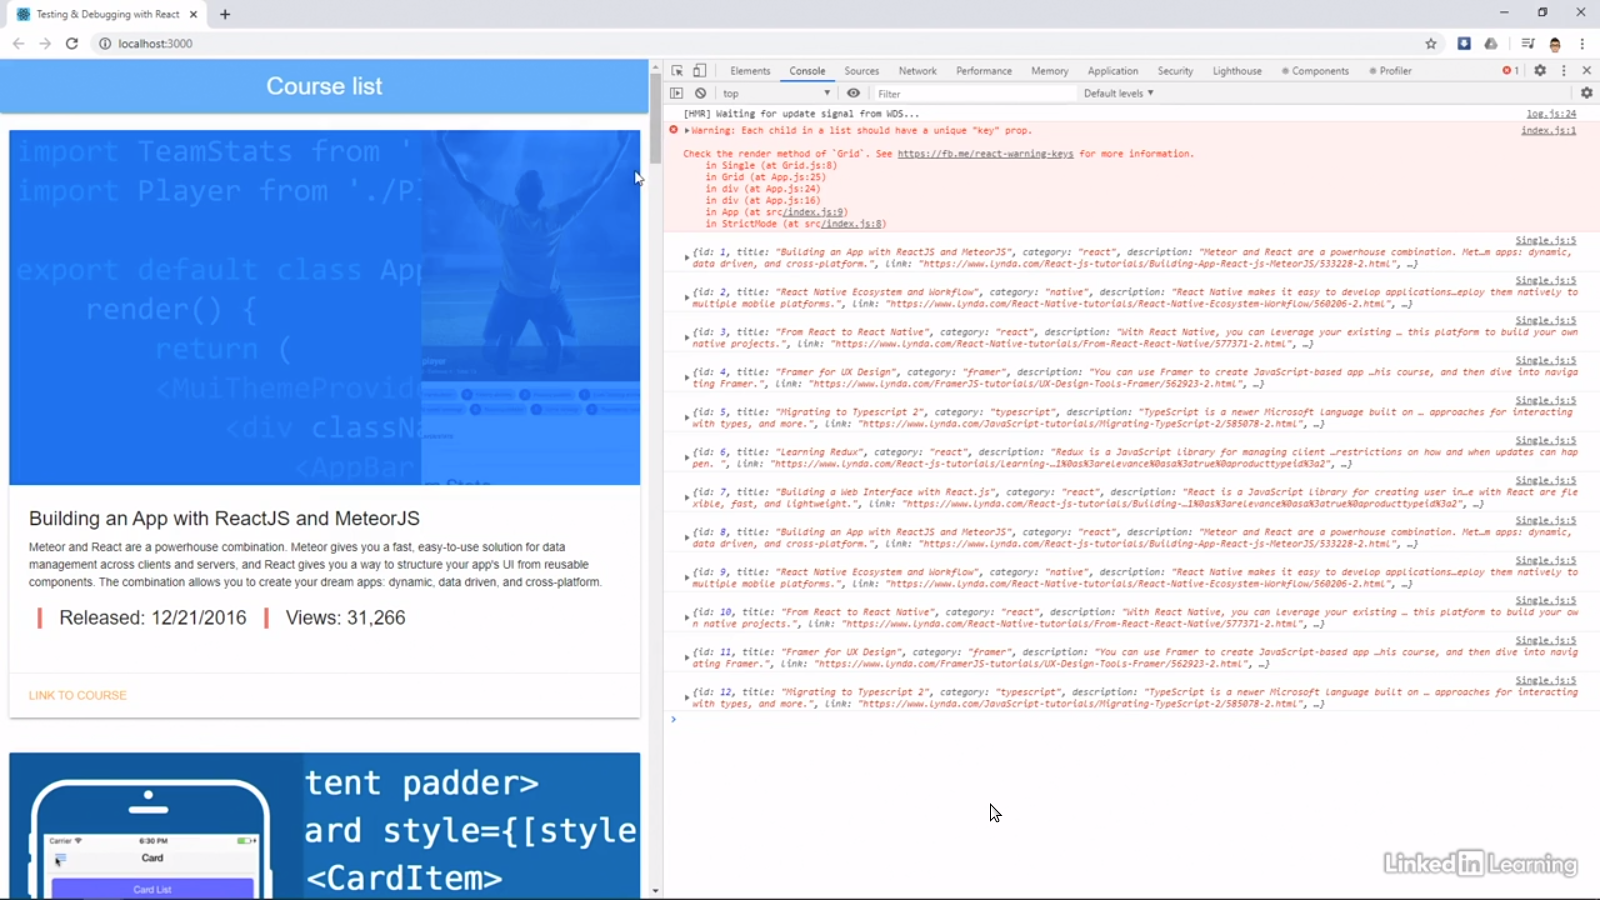 Testing & Debugging with React
localhost:3000
Course list
import TeamStats from '
import Player from './Pl
export default class App
render() {
return (
<MuiThemeProvide
<div classNa
<AppBar
Building an App with ReactJS and MeteorJS
Meteor and React are a powerhouse combination. Meteor gives you a fast, easy-to-use solution for data
management across clients and servers, and React gives you a way to structure your app's UI from reusable
components. The combination allows you to create your dream apps: dynamic, data driven, and cross-platform.
Released: 12/21/2016 Views: 31,266
LINK TO COURSE
tent padder>
ard style={[style
<CardItem>
Carrier 6:30 PM
Card
Card List
Elements Console Sources Network Performance Memory Application Security Lighthouse Components Profiler 1
top Filter Default levels
[HMR] Waiting for update signal from WDS... log.js:24
Warning: Each child in a list should have a unique "key" prop. index.js:1
Check the render method of `Grid`. See https://fb.me/react-warning-keys for more information.
in Single (at Grid.js:8)
in Grid (at App.js:25)
in div (at App.js:24)
in div (at App.js:16)
in App (at src/index.js:9)
in StrictMode (at src/index.js:8)
Single.js:5
{id: 1, title: "Building an App with ReactJS and MeteorJS", category: "react", description: "Meteor and React are a powerhouse combination. Met…m apps: dynamic,
data driven, and cross-platform.", link: "https://www.lynda.com/React-js-tutorials/Building-App-React-js-MeteorJS/533228-2.html", …}
Single.js:5
{id: 2, title: "React Native Ecosystem and Workflow", category: "native", description: "React Native makes it easy to develop applications…eploy them natively to
multiple mobile platforms.", link: "https://www.lynda.com/React-Native-tutorials/React-Native-Ecosystem-Workflow/560206-2.html", …}
Single.js:5
{id: 3, title: "From React to React Native", category: "react", description: "With React Native, you can leverage your existing … this platform to build your own
native projects.", link: "https://www.lynda.com/React-Native-tutorials/From-React-React-Native/577371-2.html", …}
Single.js:5
{id: 4, title: "Framer for UX Design", category: "framer", description: "You can use Framer to create JavaScript-based app …his course, and then dive into naviga
ting Framer.", link: "https://www.lynda.com/FramerJS-tutorials/UX-Design-Tools-Framer/562923-2.html", …}
Single.js:5
{id: 5, title: "Migrating to Typescript 2", category: "typescript", description: "TypeScript is a newer Microsoft language built on … approaches for interacting
with types, and more.", link: "https://www.lynda.com/JavaScript-tutorials/Migrating-TypeScript-2/585078-2.html", …}
Single.js:5
{id: 6, title: "Learning Redux", category: "react", description: "Redux is a JavaScript library for managing client …restrictions on how and when updates can hap
pen. ", link: "https://www.lynda.com/React-js-tutorials/Learning-…1%0as%3arelevance%0asa%3atrue%0aproducttypeid%3a2", …}
Single.js:5
{id: 7, title: "Building a Web Interface with React.js", category: "react", description: "React is a JavaScript library for creating user in…e with React are fle
xible, fast, and lightweight.", link: "https://www.lynda.com/React-js-tutorials/Building-…1%0as%3arelevance%0asa%3atrue%0aproducttypeid%3a2", …}
Single.js:5
{id: 8, title: "Building an App with ReactJS and MeteorJS", category: "react", description: "Meteor and React are a powerhouse combination. Met…m apps: dynamic,
data driven, and cross-platform.", link: "https://www.lynda.com/React-js-tutorials/Building-App-React-js-MeteorJS/533228-2.html", …}
Single.js:5
{id: 9, title: "React Native Ecosystem and Workflow", category: "native", description: "React Native makes it easy to develop applications…eploy them natively to
multiple mobile platforms.", link: "https://www.lynda.com/React-Native-tutorials/React-Native-Ecosystem-Workflow/560206-2.html", …}
Single.js:5
{id: 10, title: "From React to React Native", category: "react", description: "With React Native, you can leverage your existing … this platform to build your ow
n native projects.", link: "https://www.lynda.com/React-Native-tutorials/From-React-React-Native/577371-2.html", …}
Single.js:5
{id: 11, title: "Framer for UX Design", category: "framer", description: "You can use Framer to create JavaScript-based app …his course, and then dive into navig
ating Framer.", link: "https://www.lynda.com/FramerJS-tutorials/UX-Design-Tools-Framer/562923-2.html", …}
Single.js:5
{id: 12, title: "Migrating to Typescript 2", category: "typescript", description: "TypeScript is a newer Microsoft language built on … approaches for interacting
with types, and more.", link: "https://www.lynda.com/JavaScript-tutorials/Migrating-TypeScript-2/585078-2.html", …}
LinkedIn Learning